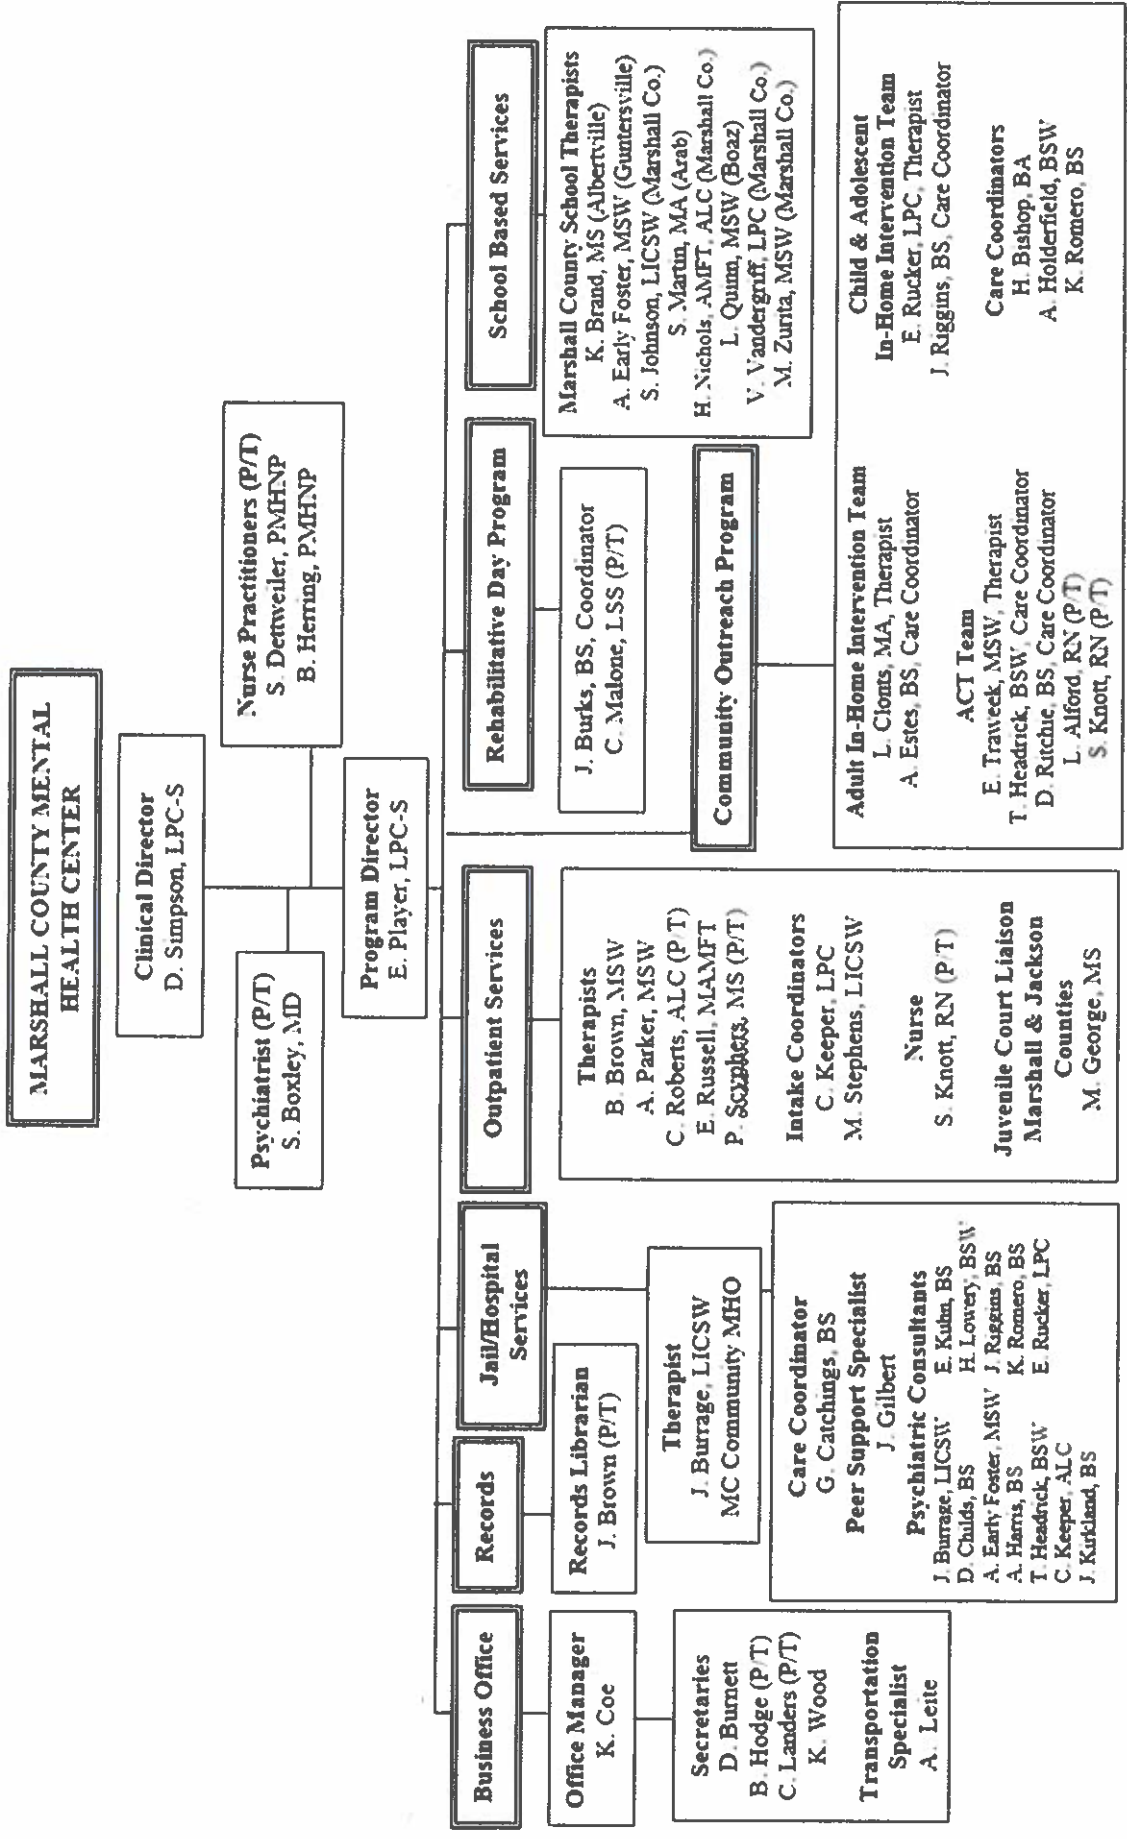 MARSHALL COUNTY MENTAL
HEALTH CENTER
Clinical Director
D. Simpson, LPC-S
Psychiatrist (P/T)
S. Boxley, MD
Nurse Practitioners (P/T)
S. Dettweiler, PMHNP
B. Herring, PMHNP
Program Director
E. Player, LPC-S
Business Office
Office Manager
K. Coe
Secretaries
D. Burnett
B. Hodge (P/T)
C. Landers (P/T)
K. Wood
Transportation
Specialist
A. Leite
Records
Records Librarian
J. Brown (P/T)
Jail/Hospital
Services
Therapist
J. Burrage, LICSW
MC Community MHO
Care Coordinator
G. Catchings, BS
Peer Support Specialist
J. Gilbert
Psychiatric Consultants
J. Burrage, LICSW E. Kuhn, BS
D. Childs, BS H. Lowery, BSW
A. Early Foster, MSW J. Riggins, BS
A. Harris, BS K. Romero, BS
T. Headrick, BSW E. Rucker, LPC
C. Keeper, ALC
J. Kirkland, BS
Outpatient Services
Therapists
B. Brown, MSW
A. Parker, MSW
C. Roberts, ALC (P/T)
E. Russell, MAMFT
P. Scyphers, MS (P/T)
Intake Coordinators
C. Keeper, LPC
M. Stephens, LICSW
Nurse
S. Knott, RN (P/T)
Juvenile Court Liaison
Marshall & Jackson
Counties
M. George, MS
Rehabilitative Day Program
J. Burks, BS, Coordinator
C. Malone, LSS (P/T)
Community Outreach Program
Adult In-Home Intervention Team
L. Clonts, MA, Therapist
A. Estes, BS, Care Coordinator
ACT Team
E. Traweek, MSW, Therapist
T. Headrick, BSW, Care Coordinator
D. Ritchie, BS, Care Coordinator
L. Alford, RN (P/T)
S. Knott, RN (P/T)
Child & Adolescent
In-Home Intervention Team
E. Rucker, LPC, Therapist
J. Riggins, BS, Care Coordinator
Care Coordinators
H. Bishop, BA
A. Holderfield, BSW
K. Romero, BS
School Based Services
Marshall County School Therapists
K. Brand, MS (Albertville)
A. Early Foster, MSW (Guntersville)
S. Johnson, LICSW (Marshall Co.)
S. Martin, MA (Arab)
H. Nichols, AMFT, ALC (Marshall Co.)
L. Quinn, MSW (Boaz)
V. Vandergriff, LPC (Marshall Co.)
M. Zurita, MSW (Marshall Co.)